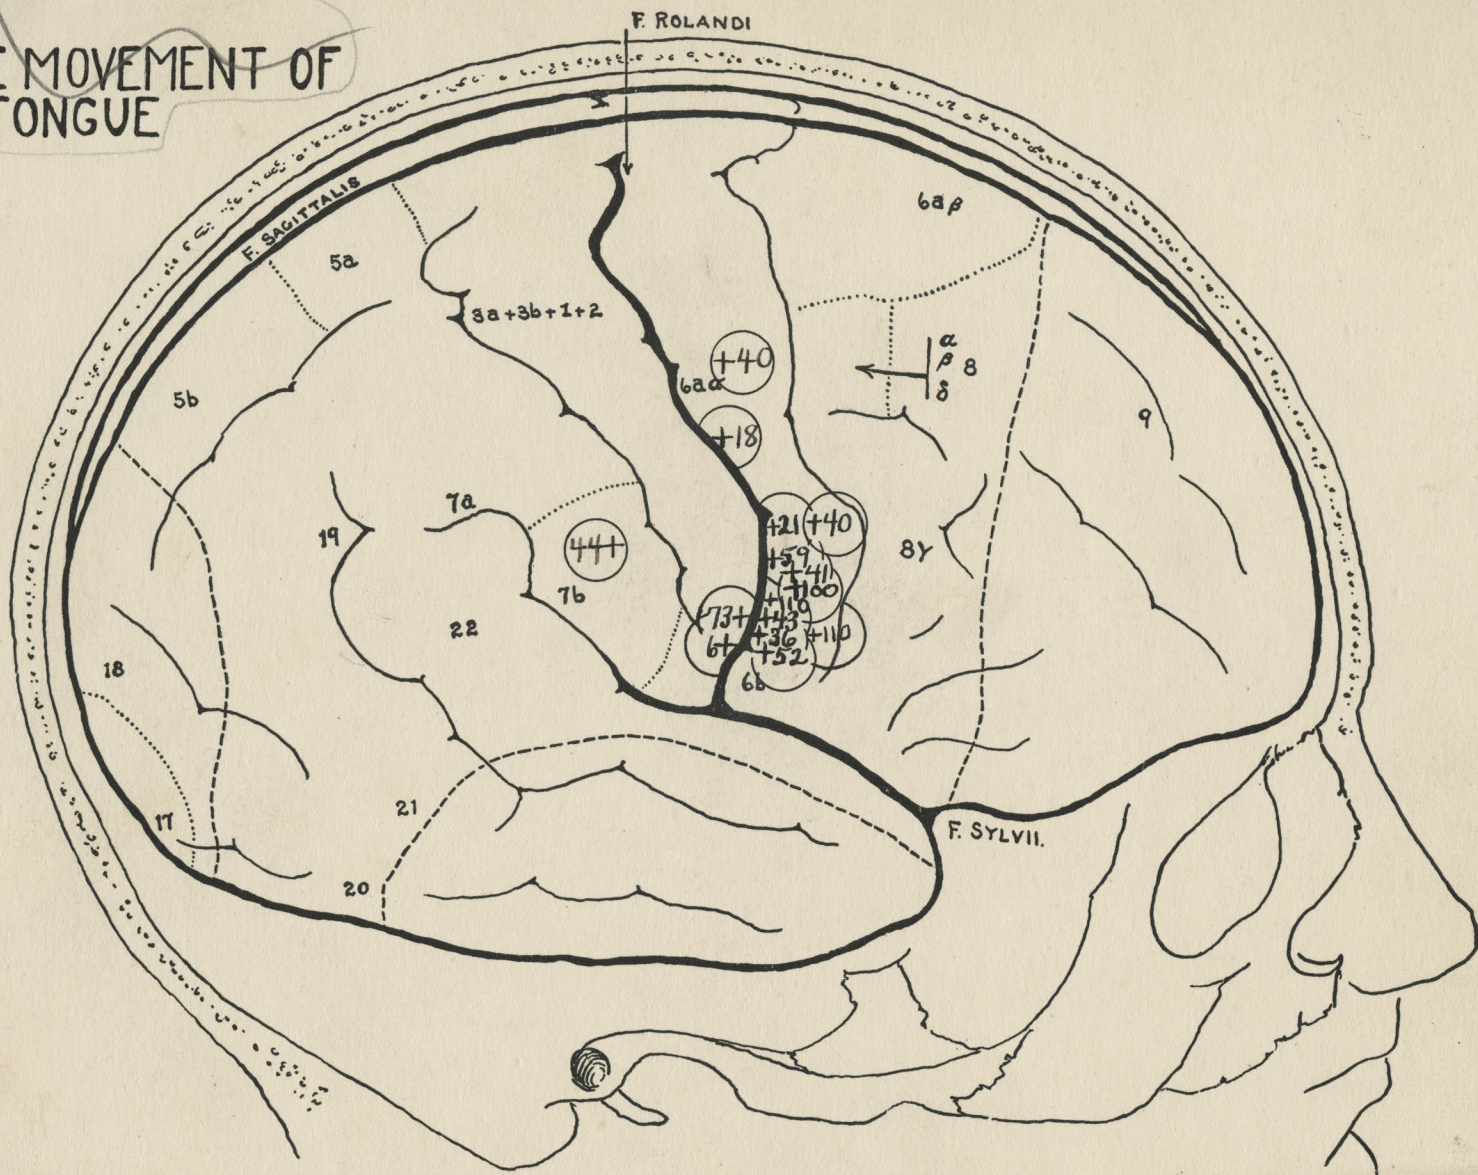 F. ROLANDI
E MOVEMENT OF
TONGUE
F. SAGITTALIS
6aβ
5a
3a+3b+1+2
+40
6aα
α
β 8
δ
5b
9
+18
7a
19
44+
+21 +40
8γ
+59
+41
+100
+110
7b
73+ +43
22
+36 +110
6+
+52
18
6b
21
17
F. SYLVII.
20